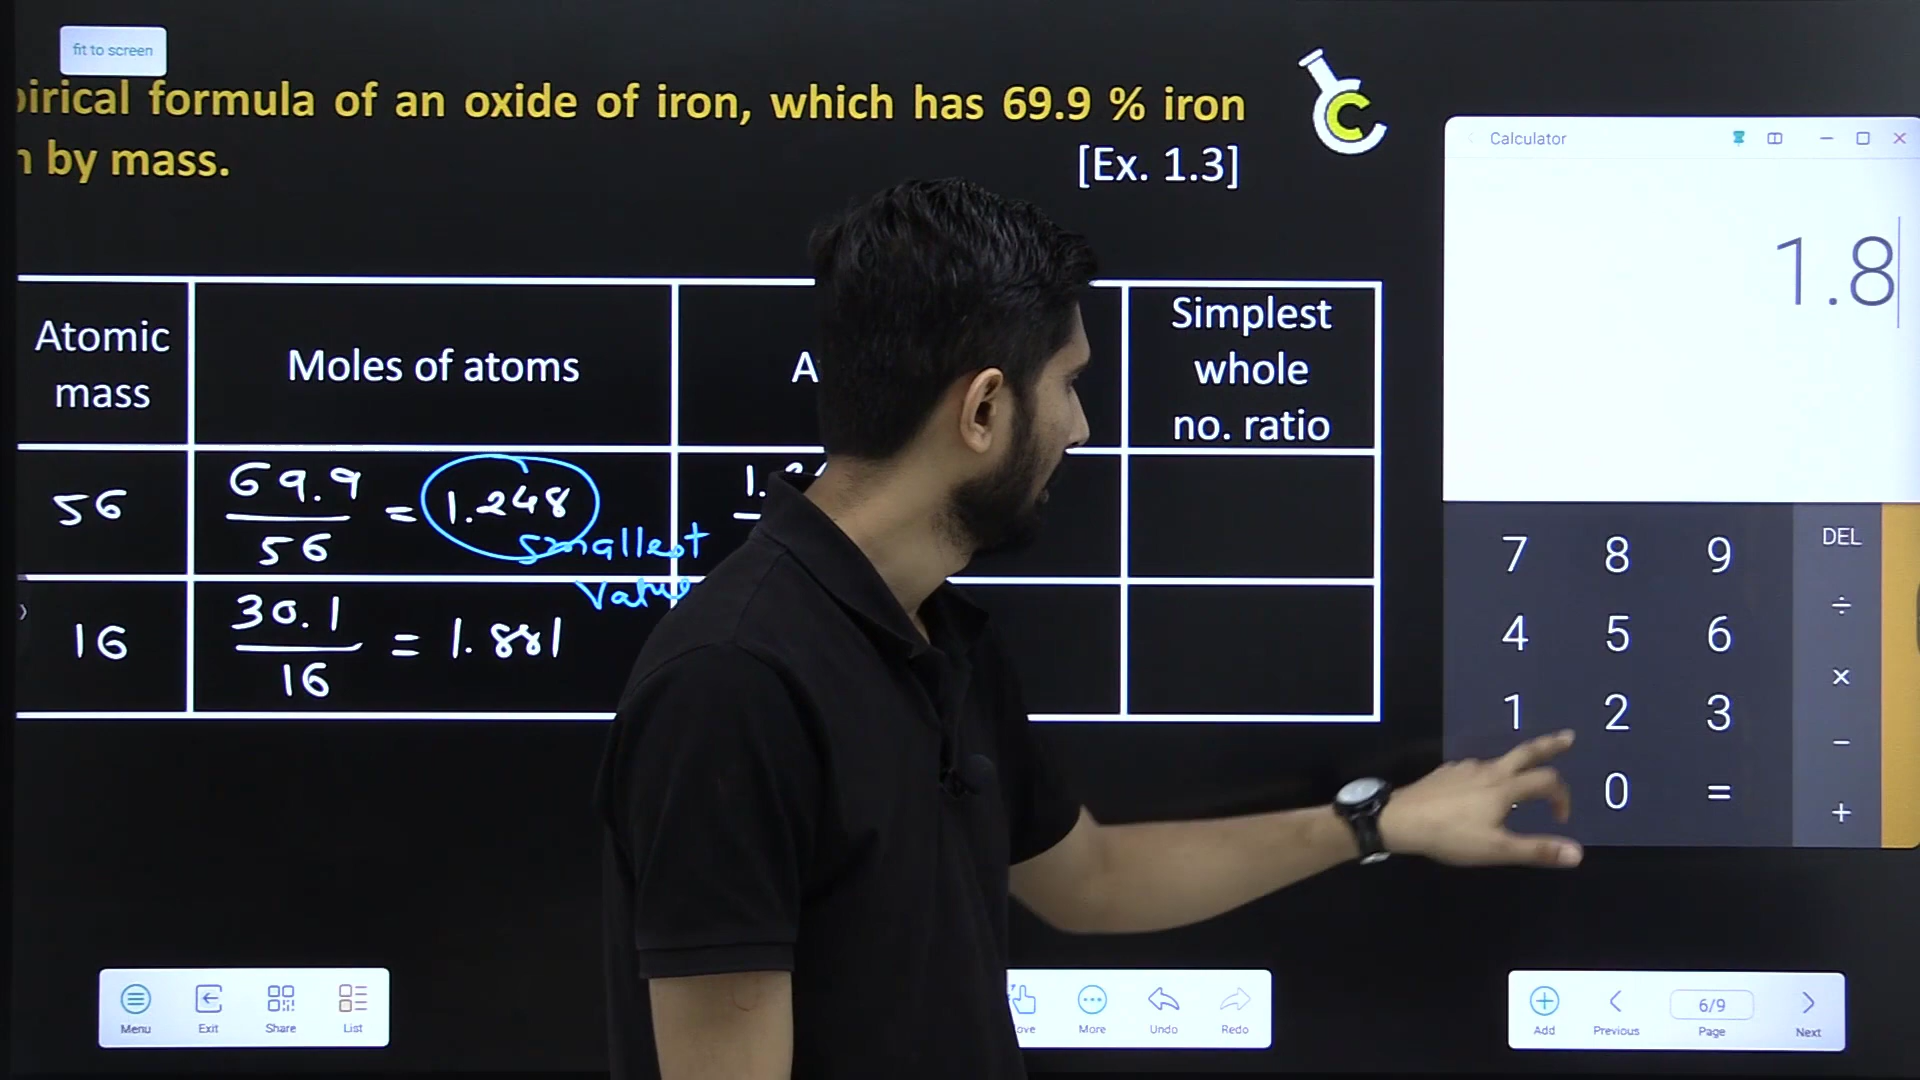 fit to screen
pirical formula of an oxide of iron, which has 69.9 % iron
n by mass.
[Ex. 1.3]
C
Calculator
1.8
Atomic
mass
Moles of atoms
A
Simplest
whole
no. ratio
56
69.9
56
= 1.248
smallest
value
1.
16
30.1
16
= 1.881
7 8 9 DEL
4 5 6 ÷
1 2 3 ×
0 = −
+
Menu
Exit
Share
List
ove
More
Undo
Redo
Add
Previous
6/9
Page
Next